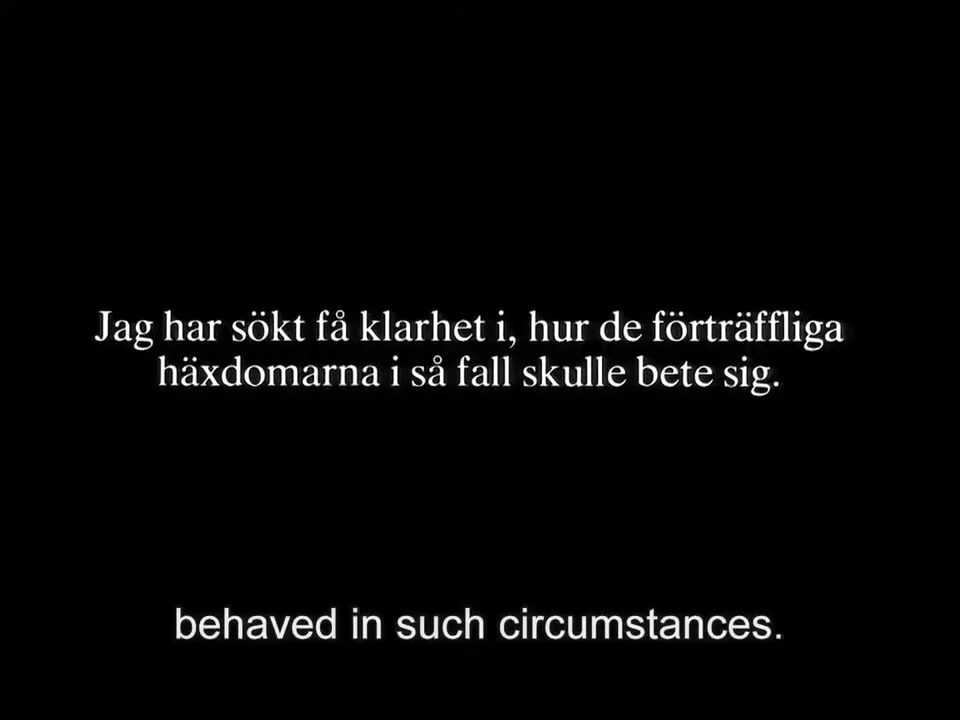 Jag har sökt få klarhet i, hur de förträffliga
häxdomarna i så fall skulle bete sig.
behaved in such circumstances.